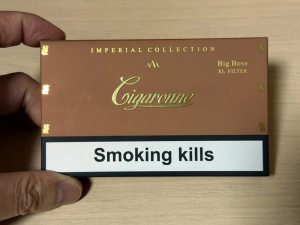 IMPERIAL COLLECTION
Big Boss
XL FILTER
Cigaronne
Smoking kills